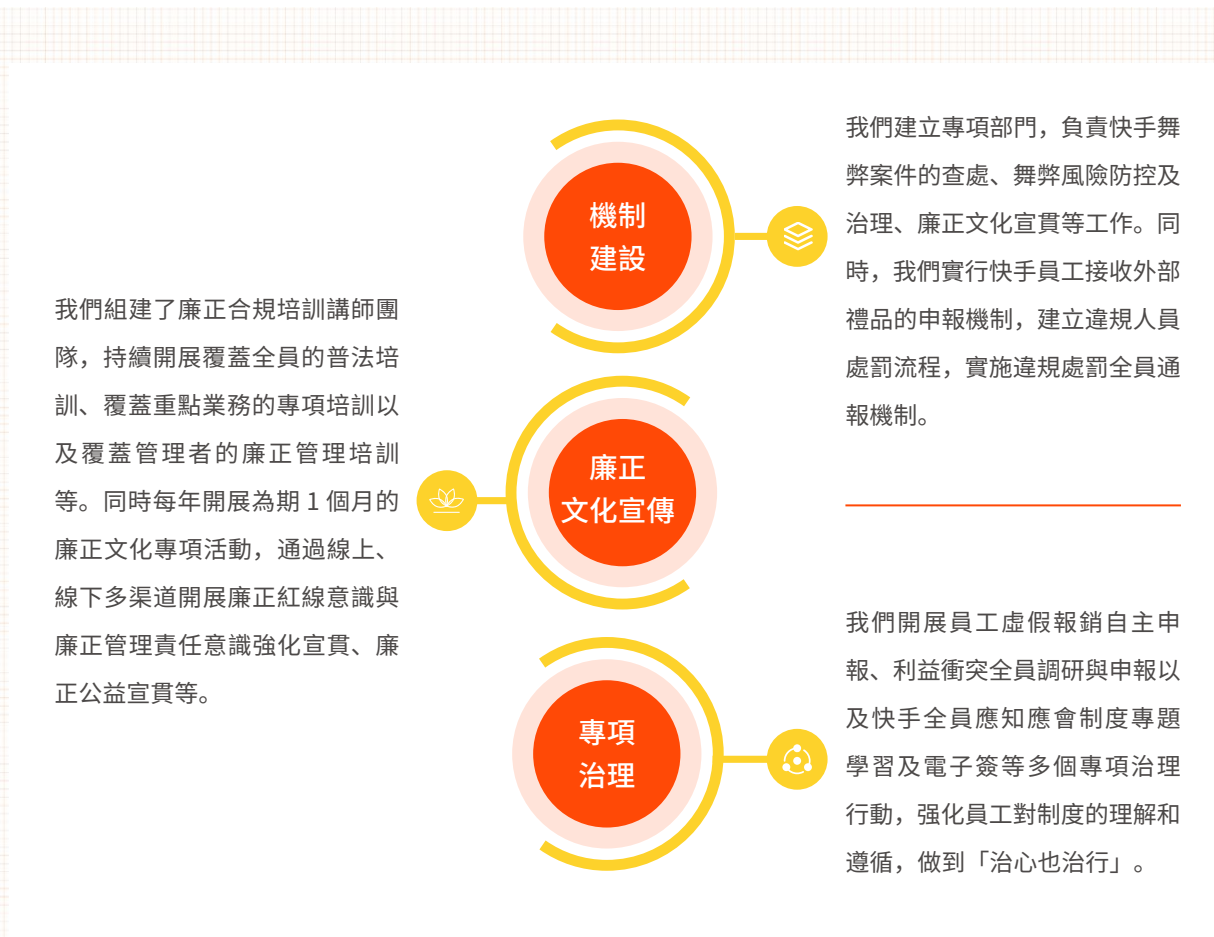 機制
建設
我們建立專項部門，負責快手舞
弊案件的查處、舞弊風險防控及
治理、廉正文化宣貫等工作。同
時，我們實行快手員工接收外部
禮品的申報機制，建立違規人員
處罰流程，實施違規處罰全員通
報機制。
廉正
文化宣傳
我們組建了廉正合規培訓講師團
隊，持續開展覆蓋全員的普法培
訓、覆蓋重點業務的專項培訓以
及覆蓋管理者的廉正管理培訓
等。同時每年開展為期 1 個月的
廉正文化專項活動，通過線上、
線下多渠道開展廉正紅線意識與
廉正管理責任意識強化宣貫、廉
正公益宣貫等。
專項
治理
我們開展員工虛假報銷自主申
報、利益衝突全員調研與申報以
及快手全員應知應會制度專題
學習及電子簽等多個專項治理
行動，强化員工對制度的理解和
遵循，做到「治心也治行」。